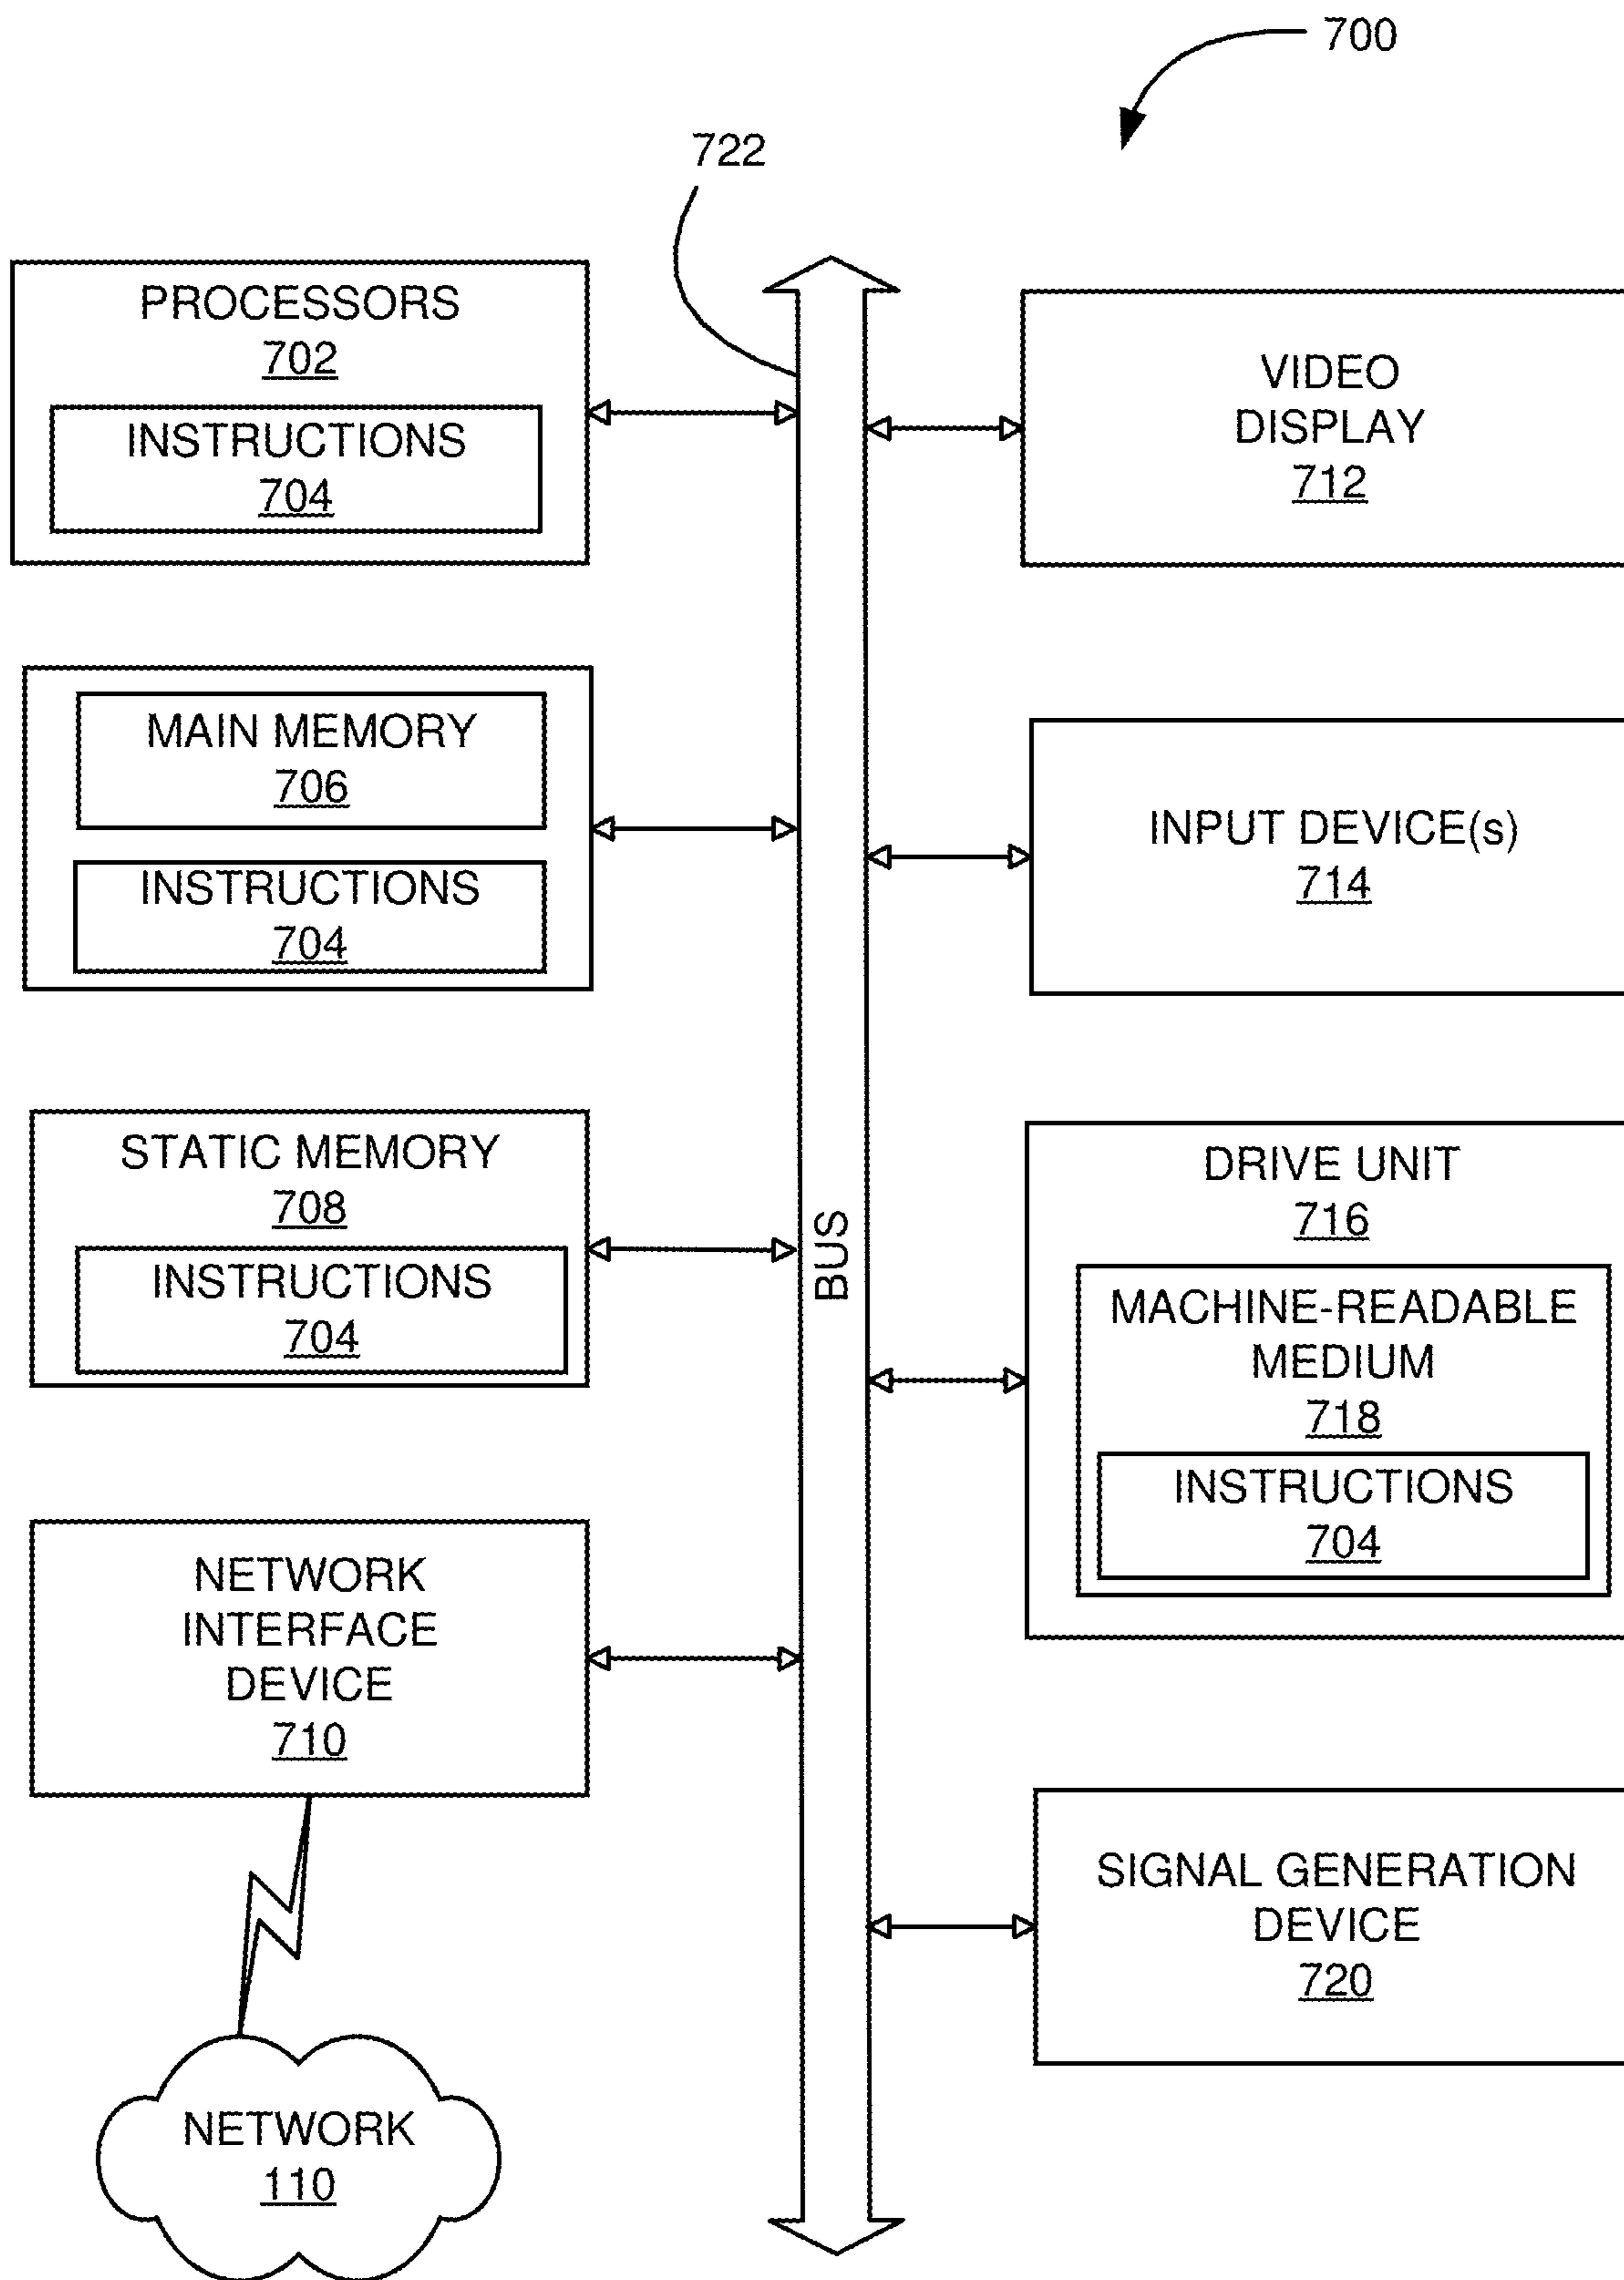 700
722
PROCESSORS
702
INSTRUCTIONS
704
MAIN MEMORY
706
INSTRUCTIONS
704
STATIC MEMORY
708
INSTRUCTIONS
704
NETWORK
INTERFACE
DEVICE
710
NETWORK
110
BUS
VIDEO
DISPLAY
712
INPUT DEVICE(s)
714
DRIVE UNIT
716
MACHINE-READABLE
MEDIUM
718
INSTRUCTIONS
704
SIGNAL GENERATION
DEVICE
720